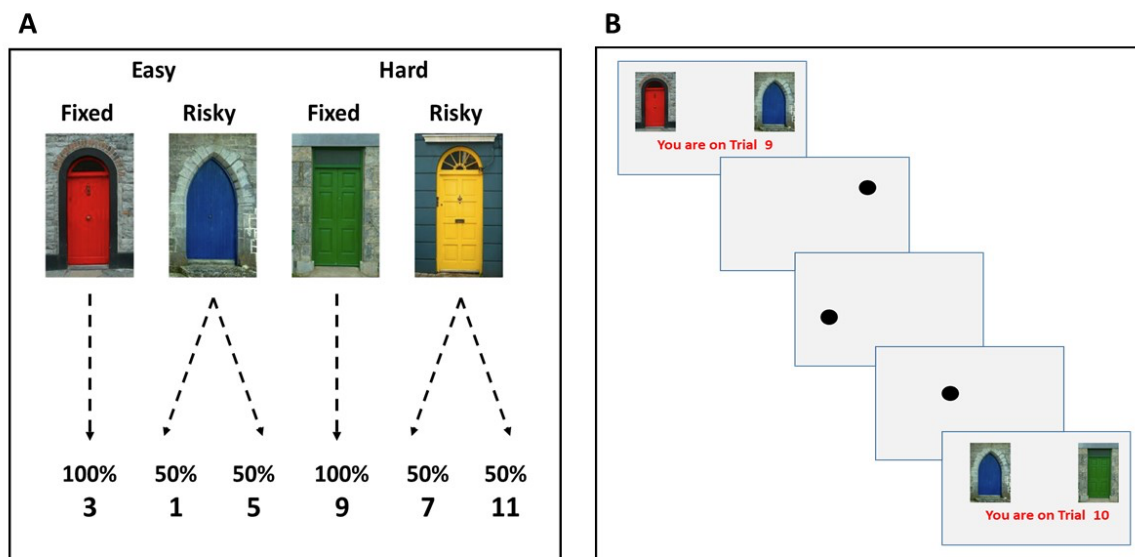 A
Easy Hard
Fixed Risky Fixed Risky
100% 50% 50% 100% 50% 50%
3 1 5 9 7 11
B
You are on Trial 9
You are on Trial 10